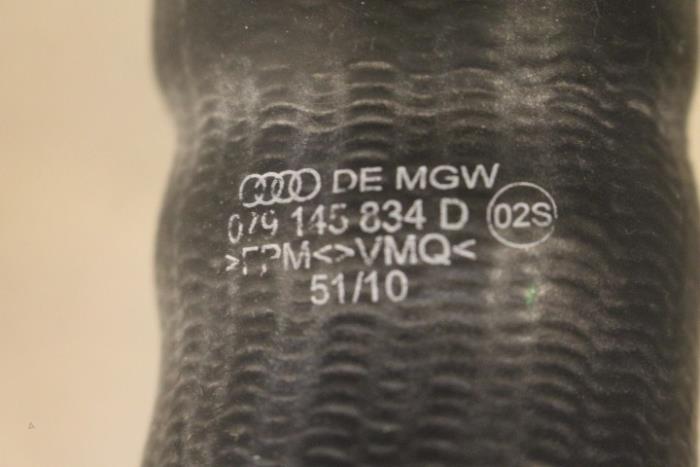 DE MGW
079 145 834 D 02S
>FPM<>VMQ<
51/10